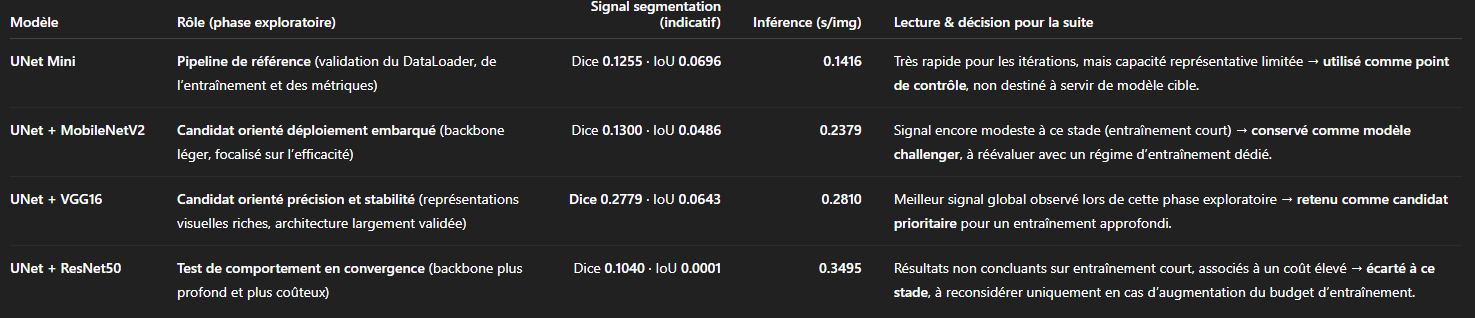 Modèle Rôle (phase exploratoire) Signal segmentation (indicatif) Inférence (s/img) Lecture & décision pour la suite
UNet Mini Pipeline de référence (validation du DataLoader, de Dice 0.1255 · IoU 0.0696 0.1416 Très rapide pour les itérations, mais capacité représentative limitée → utilisé comme point
l’entraînement et des métriques) de contrôle, non destiné à servir de modèle cible.
UNet + MobileNetV2 Candidat orienté déploiement embarqué (backbone Dice 0.1300 · IoU 0.0486 0.2379 Signal encore modeste à ce stade (entraînement court) → conservé comme modèle
léger, focalisé sur l’efficacité) challenger, à réévaluer avec un régime d’entraînement dédié.
UNet + VGG16 Candidat orienté précision et stabilité (représentations Dice 0.2779 · IoU 0.0643 0.2810 Meilleur signal global observé lors de cette phase exploratoire → retenu comme candidat
visuelles riches, architecture largement validée) prioritaire pour un entraînement approfondi.
UNet + ResNet50 Test de comportement en convergence (backbone plus Dice 0.1040 · IoU 0.0001 0.3495 Résultats non concluants sur entraînement court, associés à un coût élevé → écarté à ce
profond et plus coûteux) stade, à reconsidérer uniquement en cas d’augmentation du budget d’entraînement.